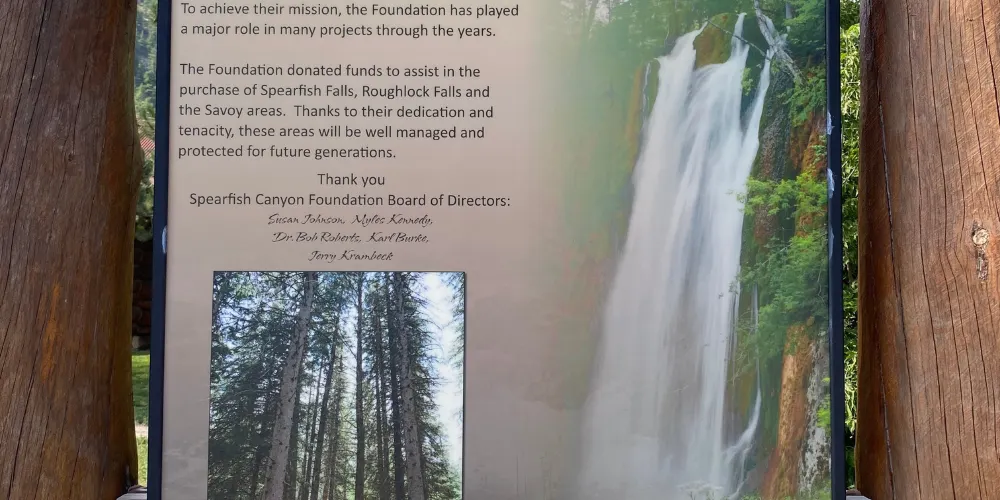 To achieve their mission, the Foundation has played
a major role in many projects through the years.
The Foundation donated funds to assist in the
purchase of Spearfish Falls, Roughlock Falls and
the Savoy areas. Thanks to their dedication and
tenacity, these areas will be well managed and
protected for future generations.
Thank you
Spearfish Canyon Foundation Board of Directors:
Susan Johnson, Myles Kennedy,
Dr. Bob Roberts, Karl Burke,
Jerry Krambeck